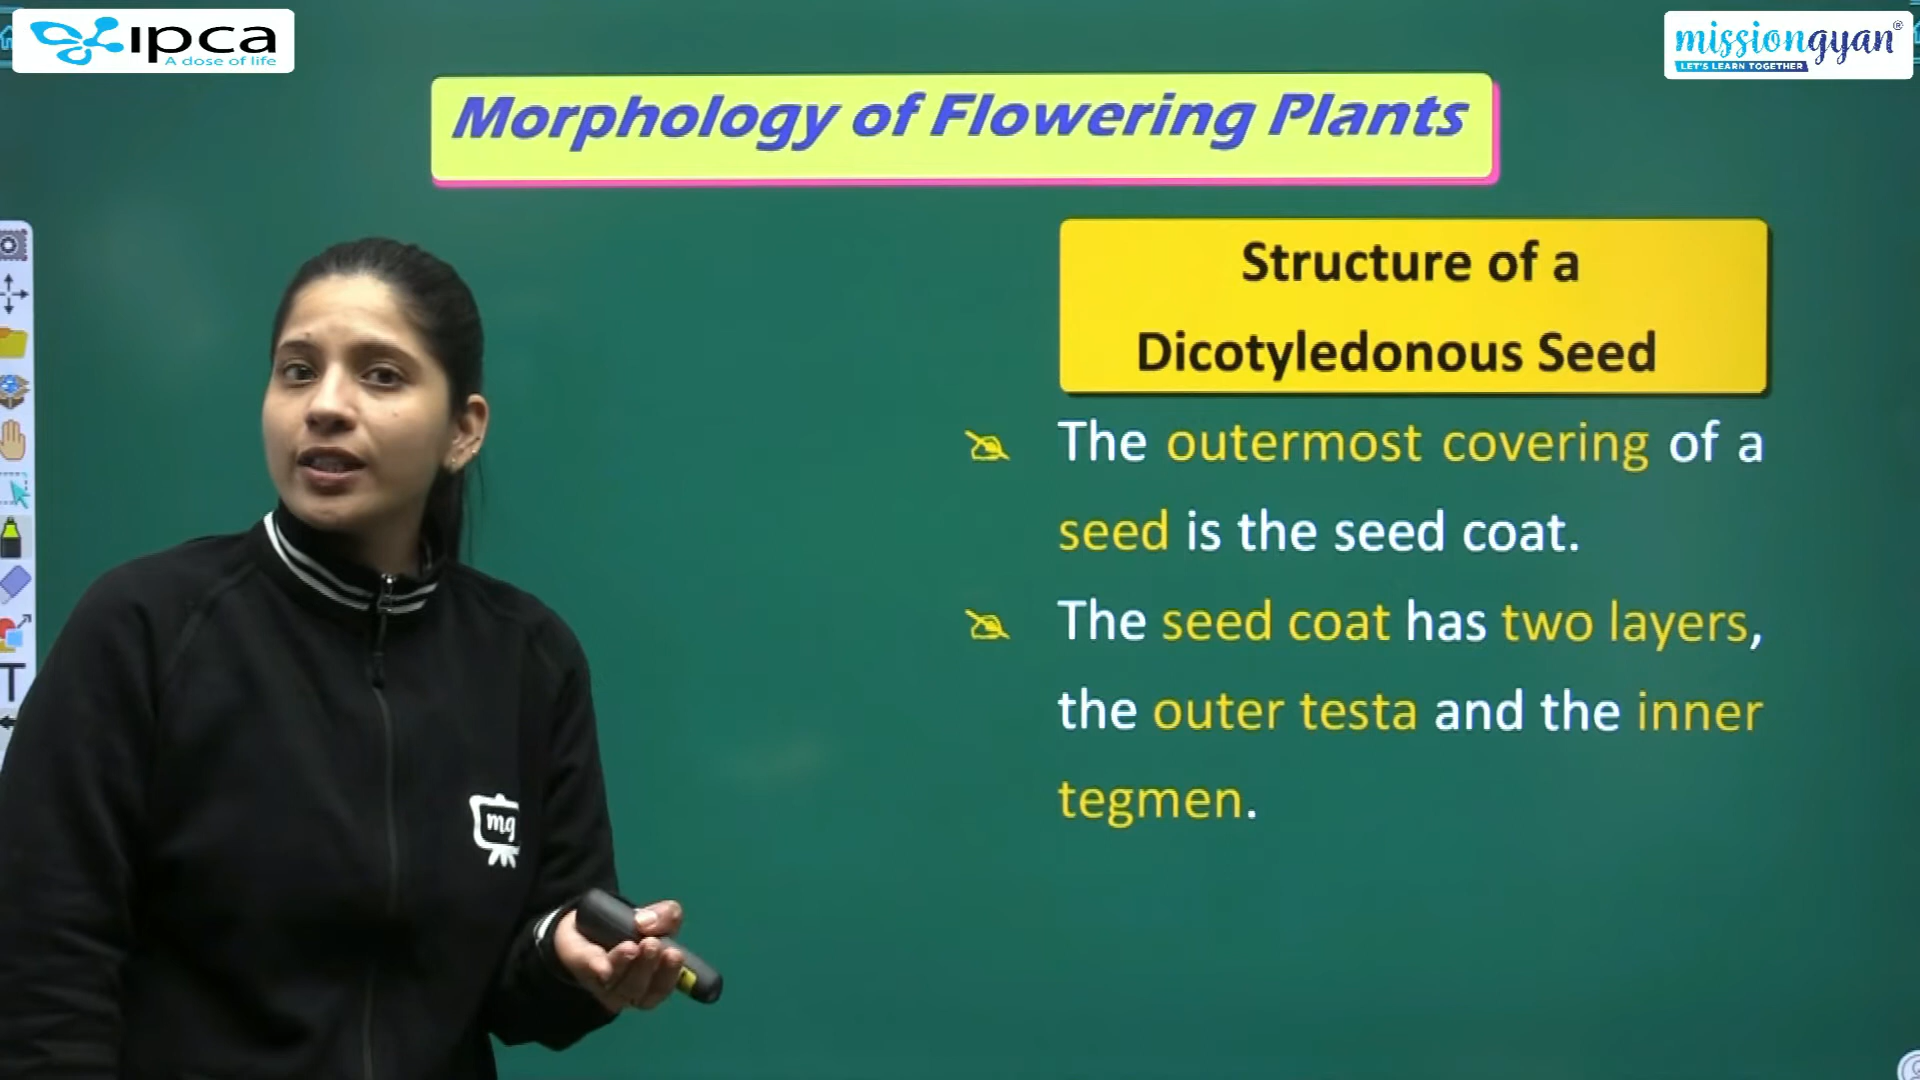 ipca
A dose of life
missiongyan®
LET'S LEARN TOGETHER
Morphology of Flowering Plants
Structure of a
Dicotyledonous Seed
The outermost covering of a
seed is the seed coat.
The seed coat has two layers,
the outer testa and the inner
tegmen.
T
mg